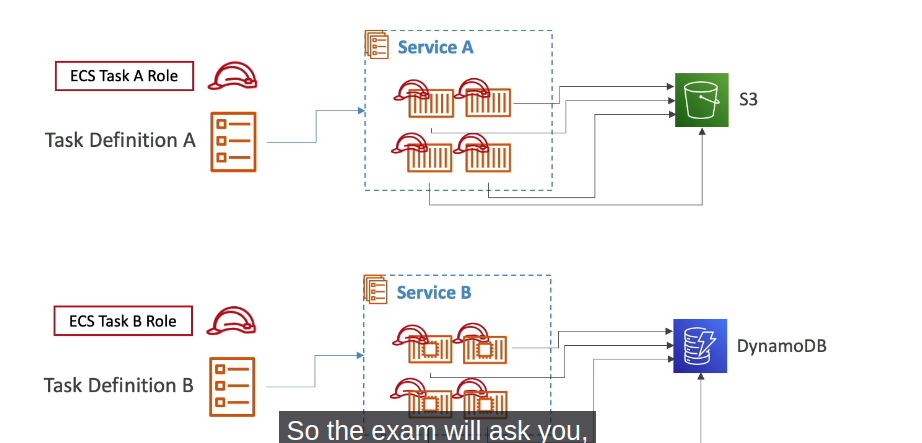 Service A
ECS Task A Role
S3
Task Definition A
Service B
ECS Task B Role
DynamoDB
Task Definition B
So the exam will ask you,